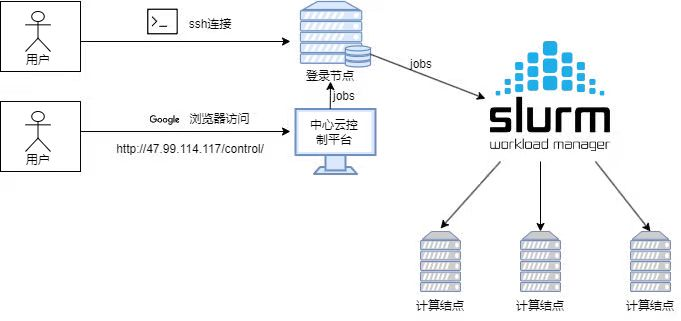 用户
>_
ssh连接
登录节点
jobs
jobs
用户
Google 浏览器访问
http://47.99.114.117/control/
中心云控
制平台
slurm
workload manager
计算结点
计算结点
计算结点